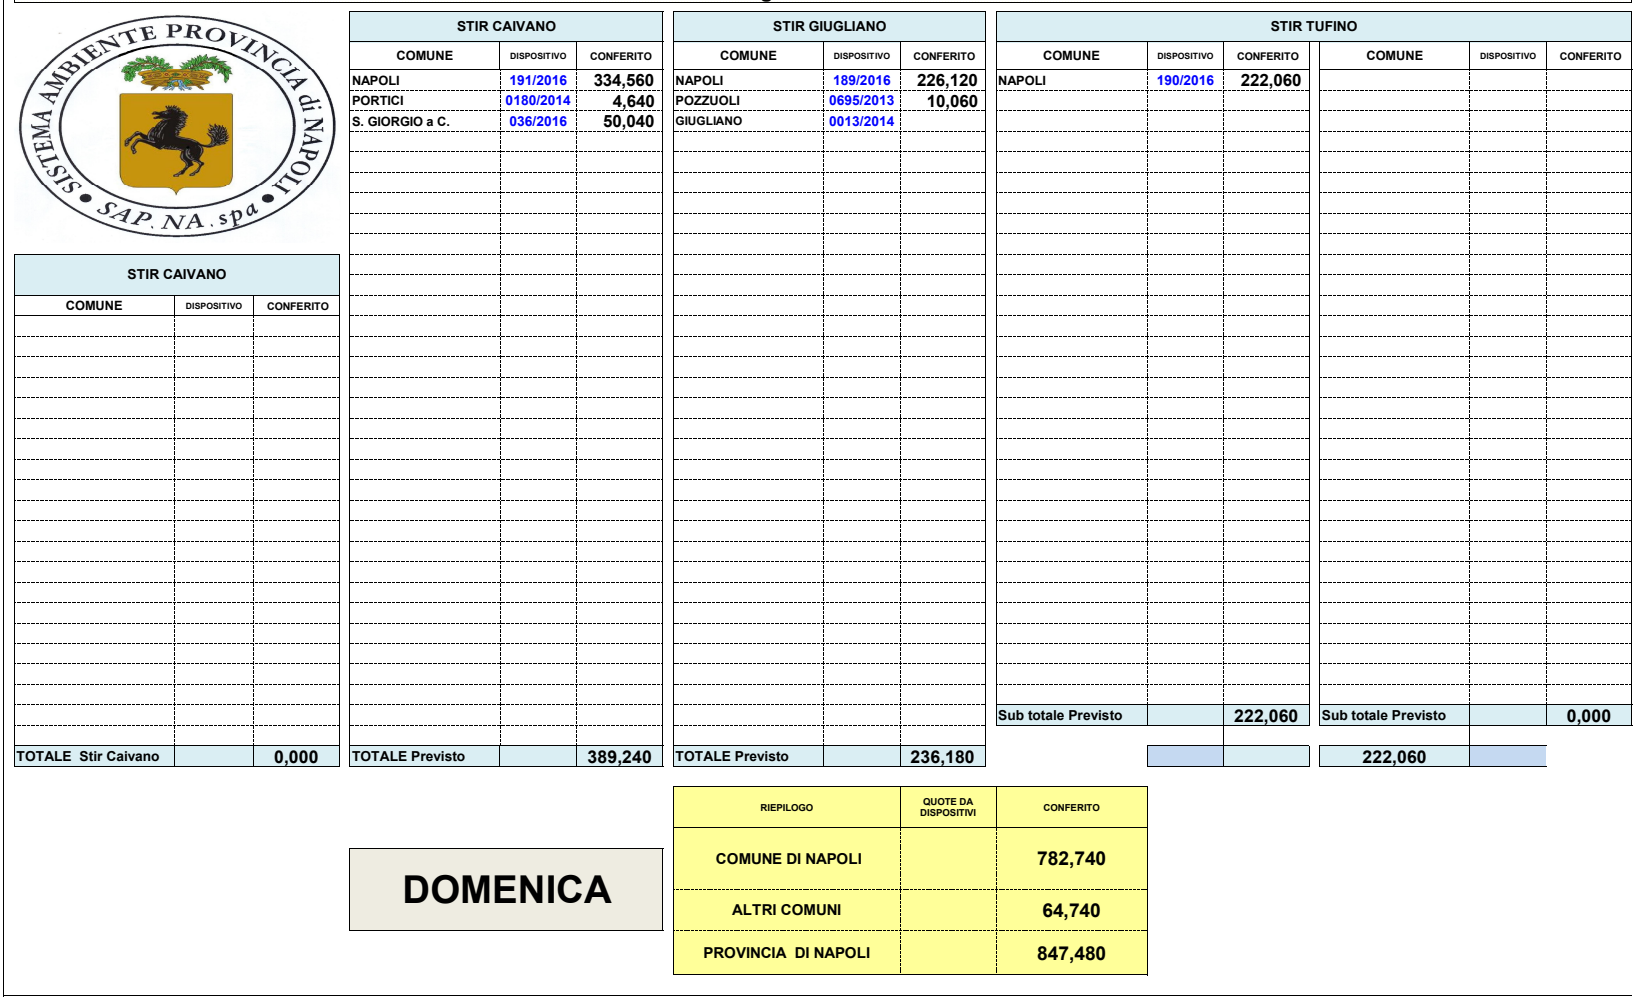 SISTEMA AMBIENTE PROVINCIA di NAPOLI
SAP.NA.spa
STIR CAIVANO
COMUNE DISPOSITIVO CONFERITO
TOTALE Stir Caivano 0,000
STIR CAIVANO
COMUNE DISPOSITIVO CONFERITO
NAPOLI 191/2016 334,560
PORTICI 0180/2014 4,640
S. GIORGIO a C. 036/2016 50,040
TOTALE Previsto 389,240
STIR GIUGLIANO
COMUNE DISPOSITIVO CONFERITO
NAPOLI 189/2016 226,120
POZZUOLI 0695/2013 10,060
GIUGLIANO 0013/2014
TOTALE Previsto 236,180
STIR TUFINO
COMUNE DISPOSITIVO CONFERITO COMUNE DISPOSITIVO CONFERITO
NAPOLI 190/2016 222,060
Sub totale Previsto 222,060 Sub totale Previsto 0,000
222,060
DOMENICA
RIEPILOGO QUOTE DA DISPOSITIVI CONFERITO
COMUNE DI NAPOLI 782,740
ALTRI COMUNI 64,740
PROVINCIA DI NAPOLI 847,480